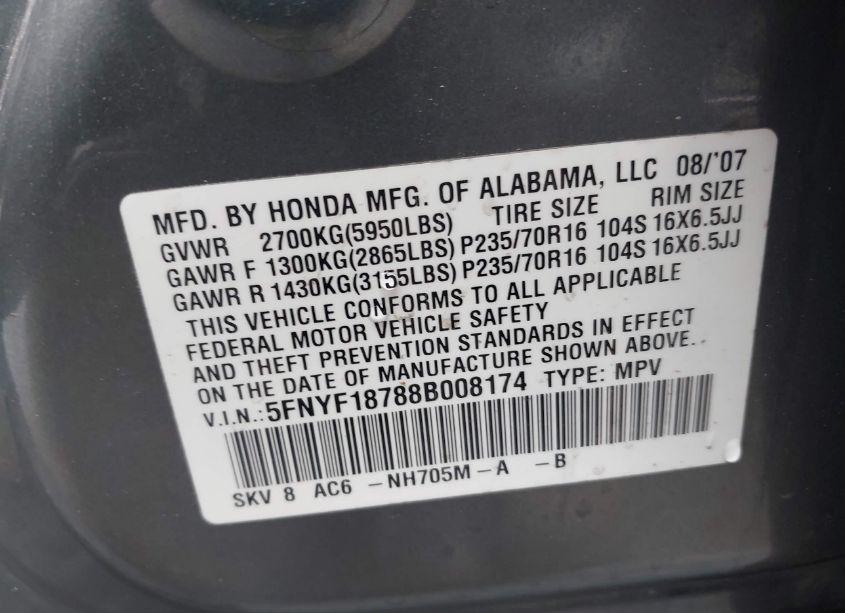 MFD. BY HONDA MFG. OF ALABAMA, LLC 08/'07
GVWR 2700KG(5950LBS) TIRE SIZE RIM SIZE
GAWR F 1300KG(2865LBS) P235/70R16 104S 16X6.5JJ
GAWR R 1430KG(3155LBS) P235/70R16 104S 16X6.5JJ
THIS VEHICLE CONFORMS TO ALL APPLICABLE
FEDERAL MOTOR VEHICLE SAFETY
AND THEFT PREVENTION STANDARDS IN EFFECT
ON THE DATE OF MANUFACTURE SHOWN ABOVE.
V.I.N.: 5FNYF18788B008174 TYPE: MPV
SKV 8 AC6 -NH705M-A -B